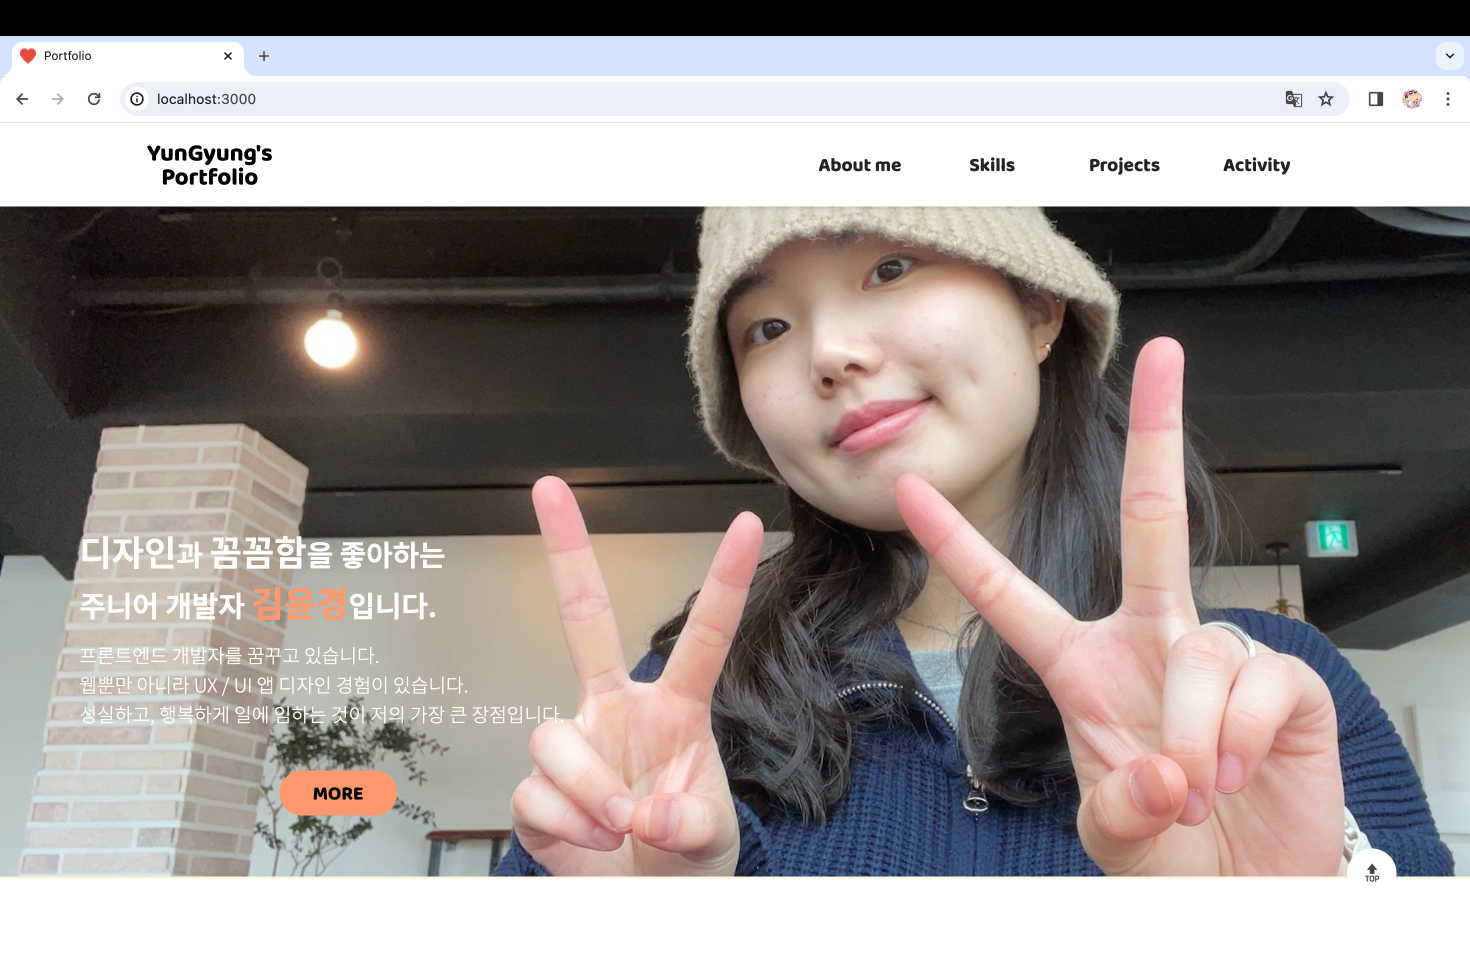 Portfolio
localhost:3000
YunGyung's
Portfolio
About me
Skills
Projects
Activity
디자인과 꼼꼼함을 좋아하는
주니어 개발자 김윤경입니다.
프론트엔드 개발자를 꿈꾸고 있습니다.
웹뿐만 아니라 UX / UI 앱 디자인 경험이 있습니다.
성실하고, 행복하게 일에 임하는 것이 저의 가장 큰 장점입니다.
MORE
TOP